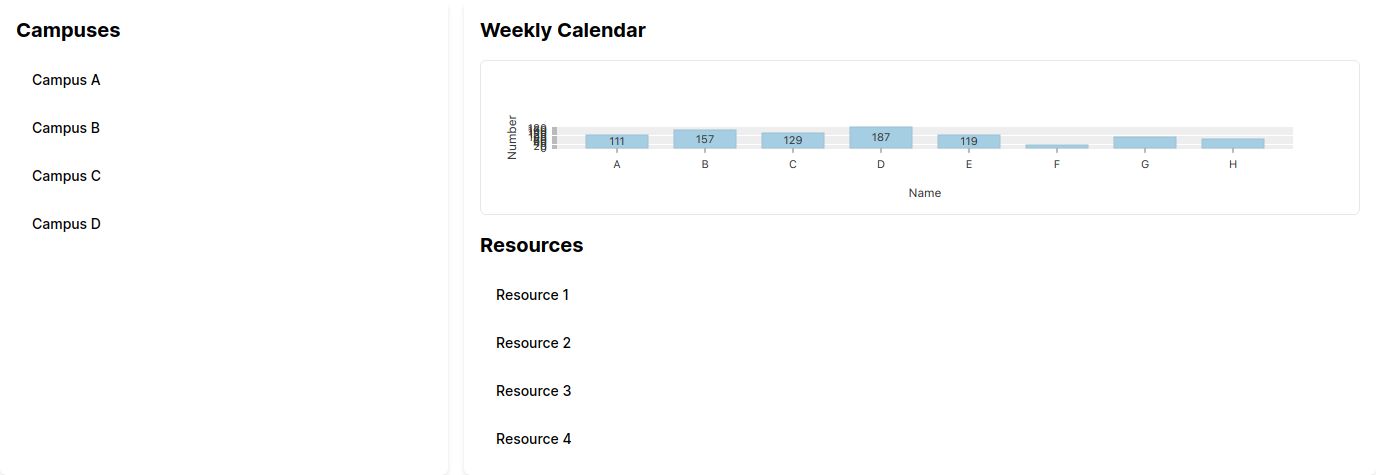 Campuses
Campus A
Campus B
Campus C
Campus D
Weekly Calendar
Number
111 157 129 187 119
A B C D E F G H
Name
Resources
Resource 1
Resource 2
Resource 3
Resource 4